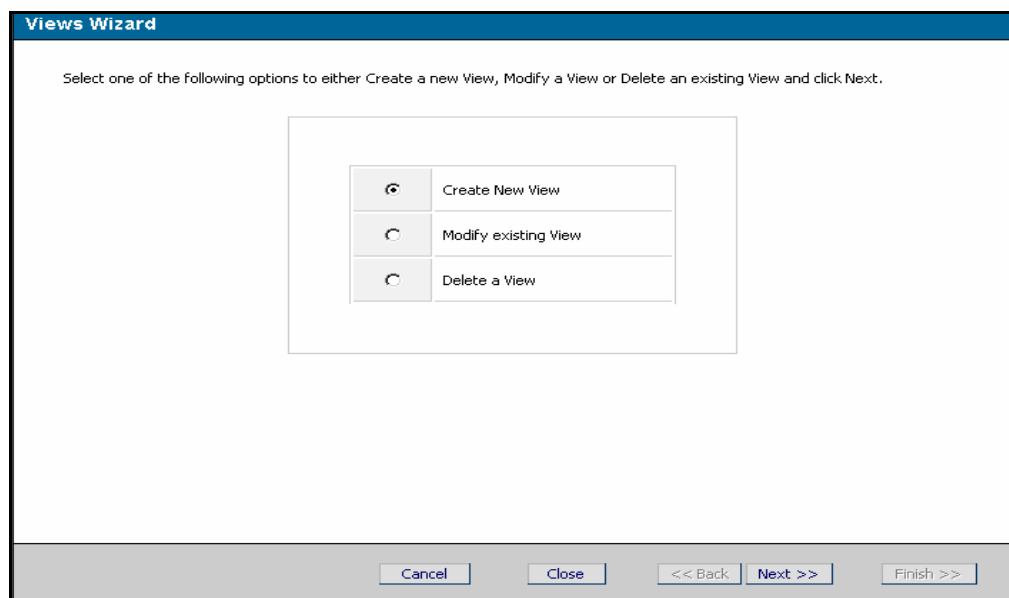 Views Wizard
Select one of the following options to either Create a new View, Modify a View or Delete an existing View and click Next.
Create New View
Modify existing View
Delete a View
Cancel Close << Back Next >> Finish >>